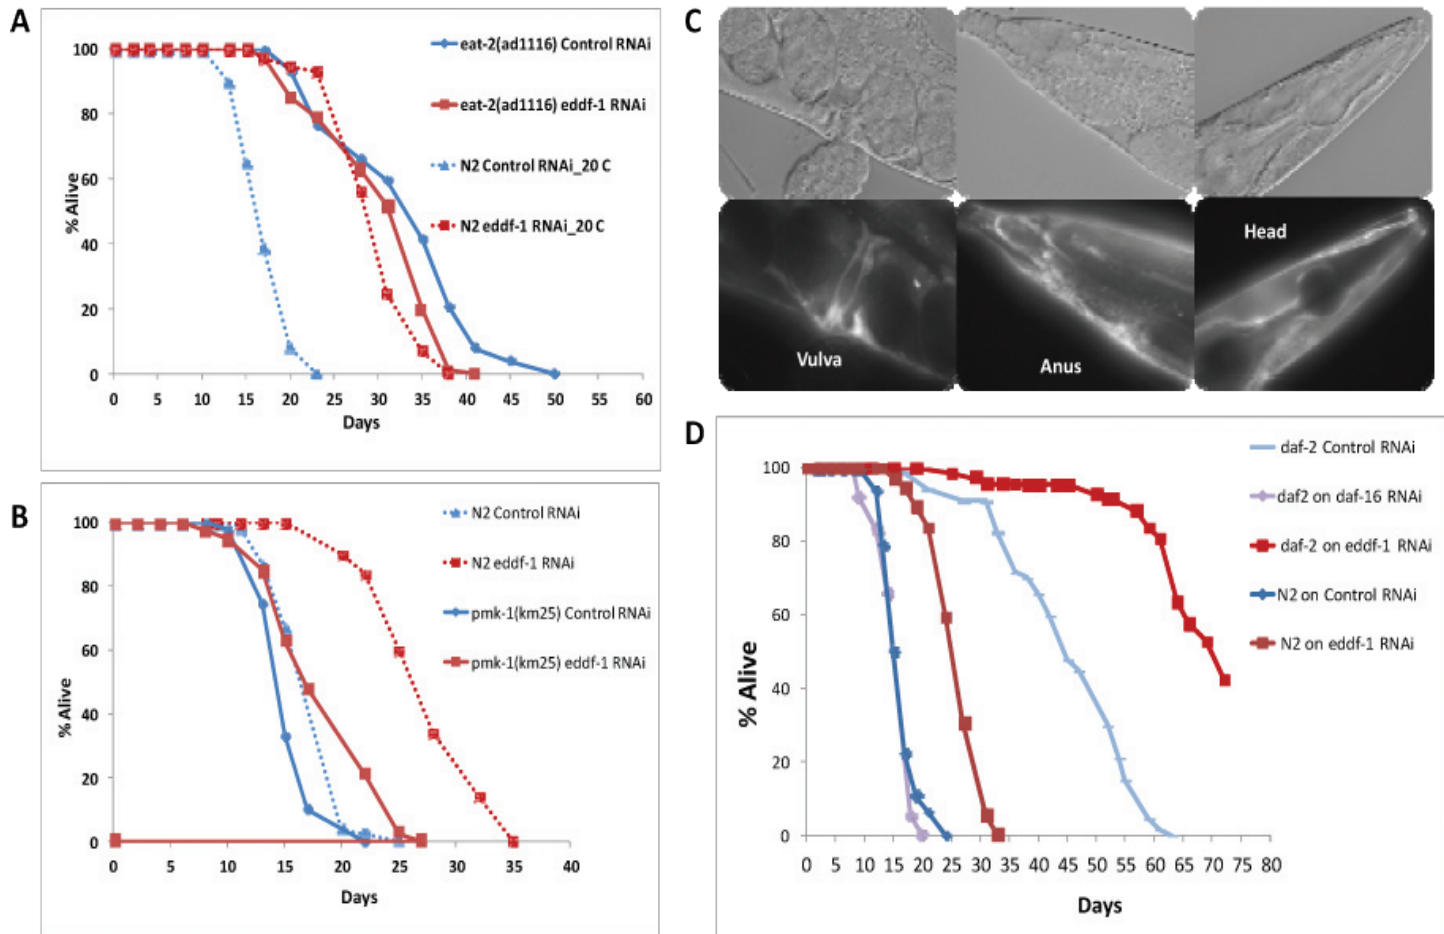 A
eat-2(ad1116) Control RNAi
eat-2(ad1116) eddf-1 RNAi
N2 Control RNAi_20 C
N2 eddf-1 RNAi_20 C
% Alive
100
80
60
40
20
0
0 5 10 15 20 25 30 35 40 45 50 55 60
Days
B
N2 Control RNAi
N2 eddf-1 RNAi
pmk-1(km25) Control RNAi
pmk-1(km25) eddf-1 RNAi
% Alive
100
80
60
40
20
0
0 5 10 15 20 25 30 35 40
Days
C
Vulva
Anus
Head
D
daf-2 Control RNAi
daf2 on daf-16 RNAi
daf-2 on eddf-1 RNAi
N2 on Control RNAi
N2 on eddf-1 RNAi
% Alive
100
80
60
40
20
0
0 5 10 15 20 25 30 35 40 45 50 55 60 65 70 75 80
Days